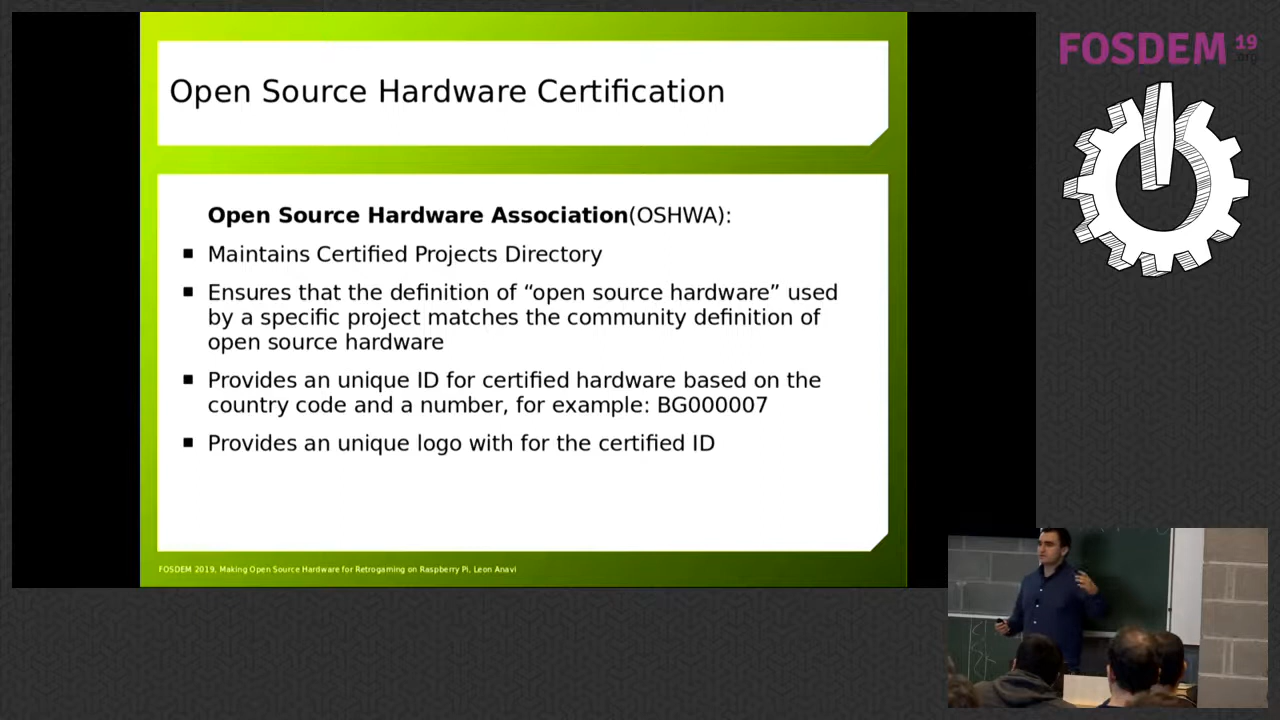 Open Source Hardware Certification
Open Source Hardware Association(OSHWA):
Maintains Certified Projects Directory
Ensures that the definition of “open source hardware” used
by a specific project matches the community definition of
open source hardware
Provides an unique ID for certified hardware based on the
country code and a number, for example: BG000007
Provides an unique logo with for the certified ID
FOSDEM 2019, Making Open Source Hardware for Retrogaming on Raspberry Pi, Leon Anavi
FOSDEM 19
.org